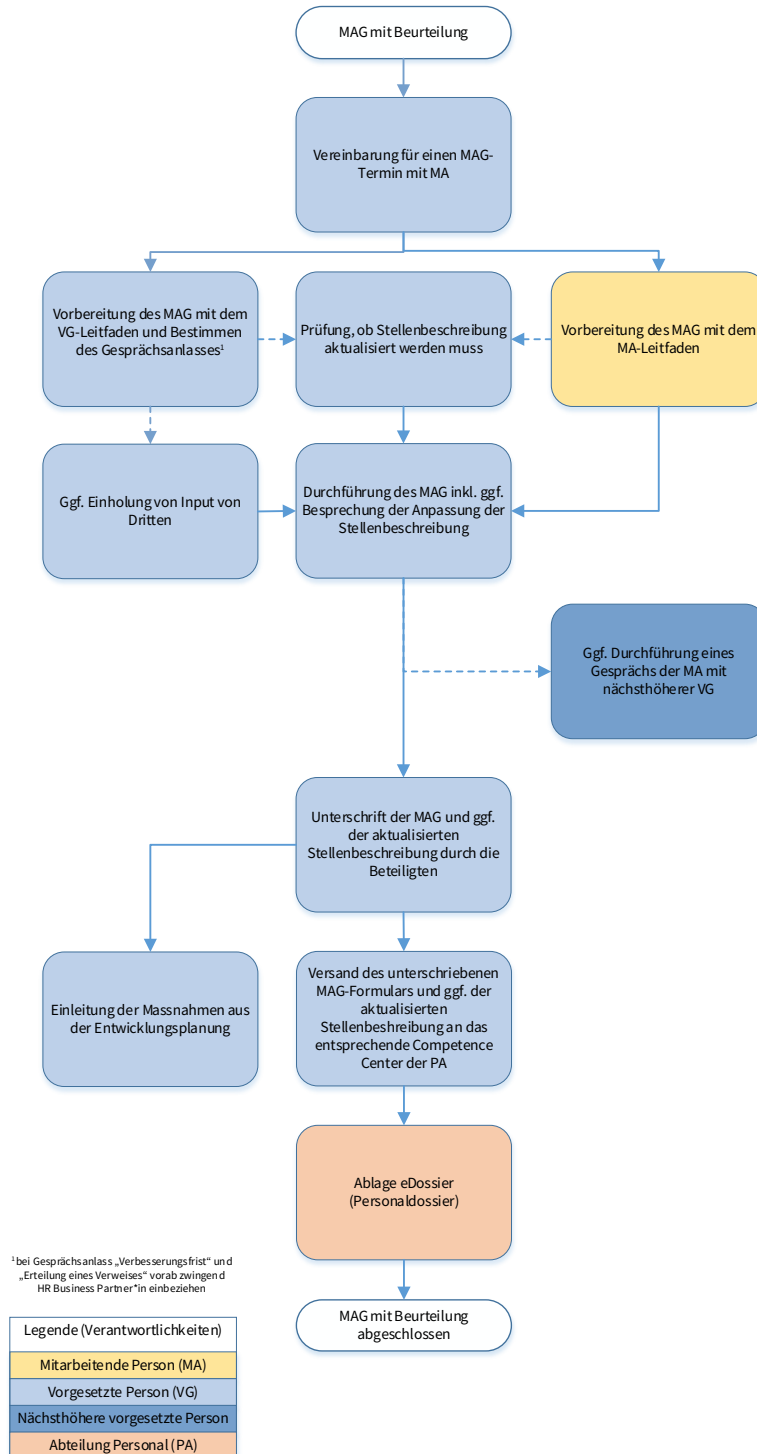 MAG mit Beurteilung
Vereinbarung für einen MAG-
Termin mit MA
Vorbereitung des MAG mit dem
VG-Leitfaden und Bestimmen
des Gesprächsanlasses¹
Prüfung, ob Stellenbeschreibung
aktualisiert werden muss
Vorbereitung des MAG mit dem
MA-Leitfaden
Ggf. Einholung von Input von
Dritten
Durchführung des MAG inkl. ggf.
Besprechung der Anpassung der
Stellenbeschreibung
Ggf. Durchführung eines
Gesprächs der MA mit
nächsthöherer VG
Unterschrift der MAG und ggf.
der aktualisierten
Stellenbeschreibung durch die
Beteiligten
Einleitung der Massnahmen aus
der Entwicklungsplanung
Versand des unterschriebenen
MAG-Formulars und ggf. der
aktualisierten
Stellenbeshreibung an das
entsprechende Competence
Center der PA
Ablage eDossier
(Personaldossier)
MAG mit Beurteilung
abgeschlossen
¹bei Gesprächsanlass „Verbesserungsfrist“ und
„Erteilung eines Verweises“ vorab zwingend
HR Business Partner*in einbeziehen
Legende (Verantwortlichkeiten)
Mitarbeitende Person (MA)
Vorgesetzte Person (VG)
Nächsthöhere vorgesetzte Person
Abteilung Personal (PA)